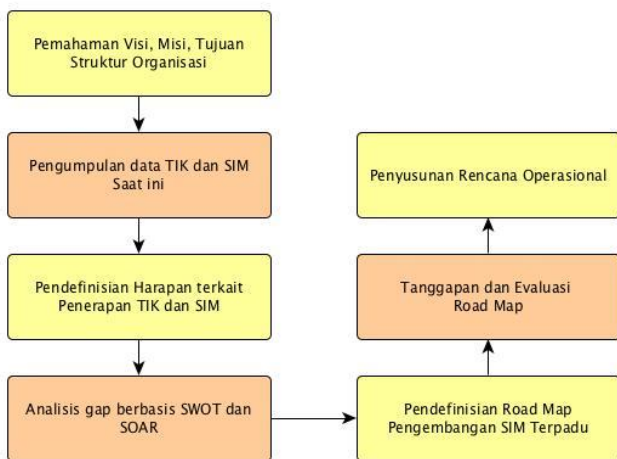 Pemahaman Visi, Misi, Tujuan
Struktur Organisasi
Pengumpulan data TIK dan SIM
Saat ini
Pendefinisian Harapan terkait
Penerapan TIK dan SIM
Analisis gap berbasis SWOT dan
SOAR
Pendefinisian Road Map
Pengembangan SIM Terpadu
Tanggapan dan Evaluasi
Road Map
Penyusunan Rencana Operasional